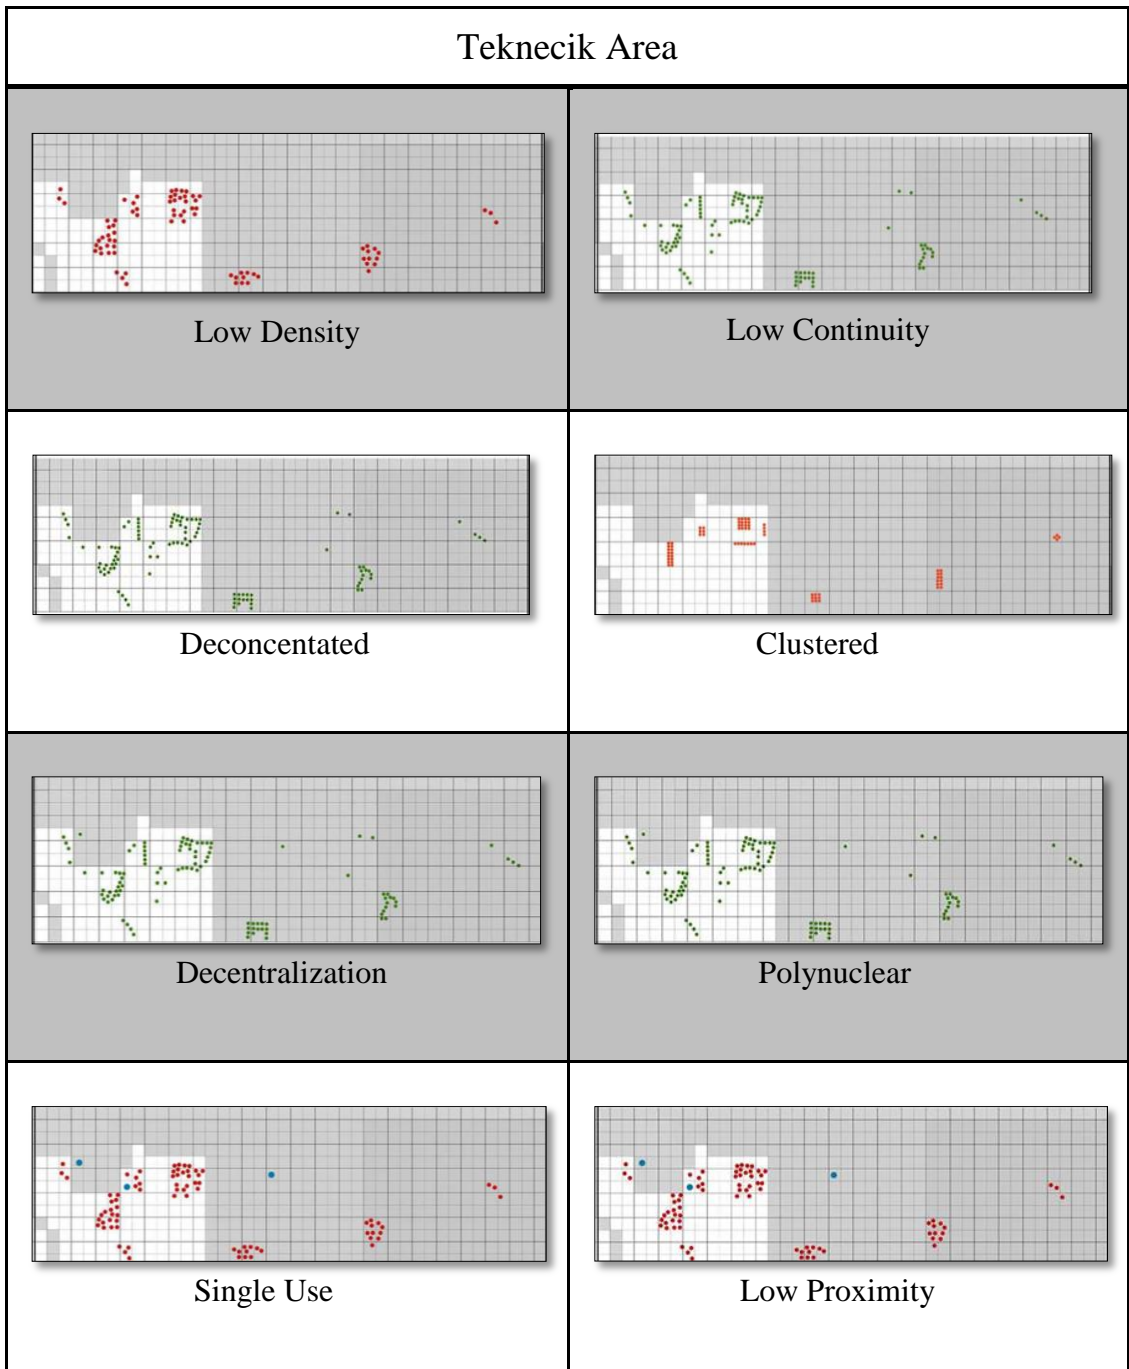 Teknecik Area
Low Density
Low Continuity
Deconcentated
Clustered
Decentralization
Polynuclear
Single Use
Low Proximity